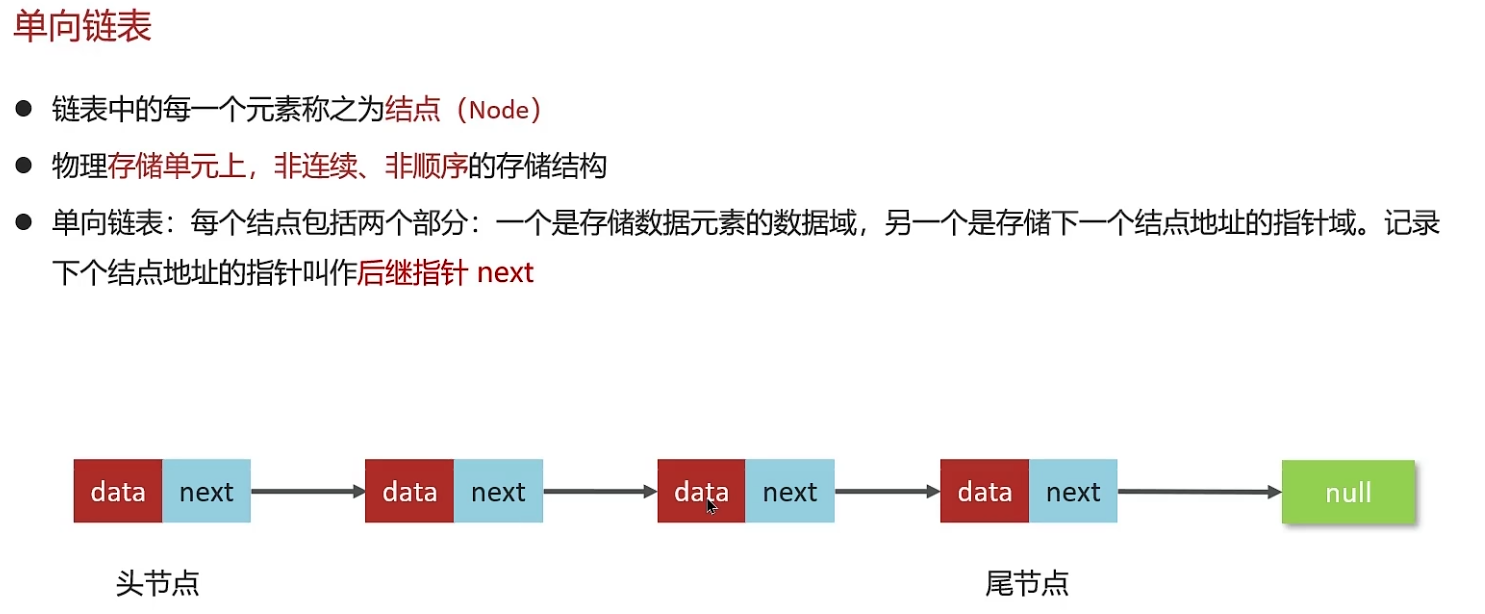 单向链表
● 链表中的每一个元素称之为结点（Node）
● 物理存储单元上，非连续、非顺序的存储结构
● 单向链表：每个结点包括两个部分：一个是存储数据元素的数据域，另一个是存储下一个结点地址的指针域。记录
下个结点地址的指针叫作后继指针 next
data next data next data next data next null
头节点 尾节点